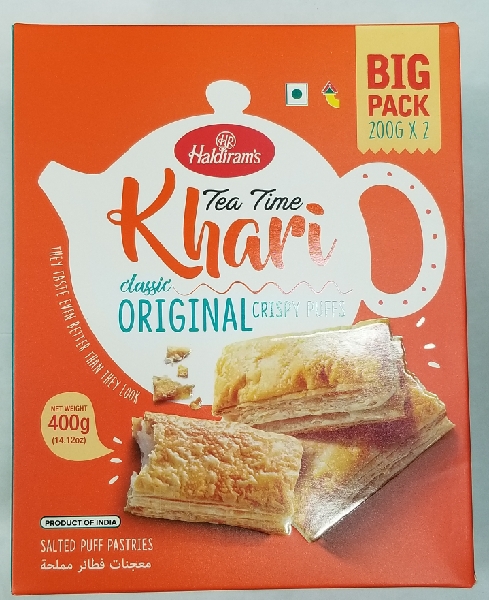 BIG
PACK
200G X 2
HR
Haldiram's
Tea Time
Khari
classic
ORIGINAL CRISPY PUFFS
THEY TASTE EVEN BETTER THAN THEY LOOK
NET WEIGHT
400g
(14.12oz)
PRODUCT OF INDIA
SALTED PUFF PASTRIES
معجنات فطائر مملحة